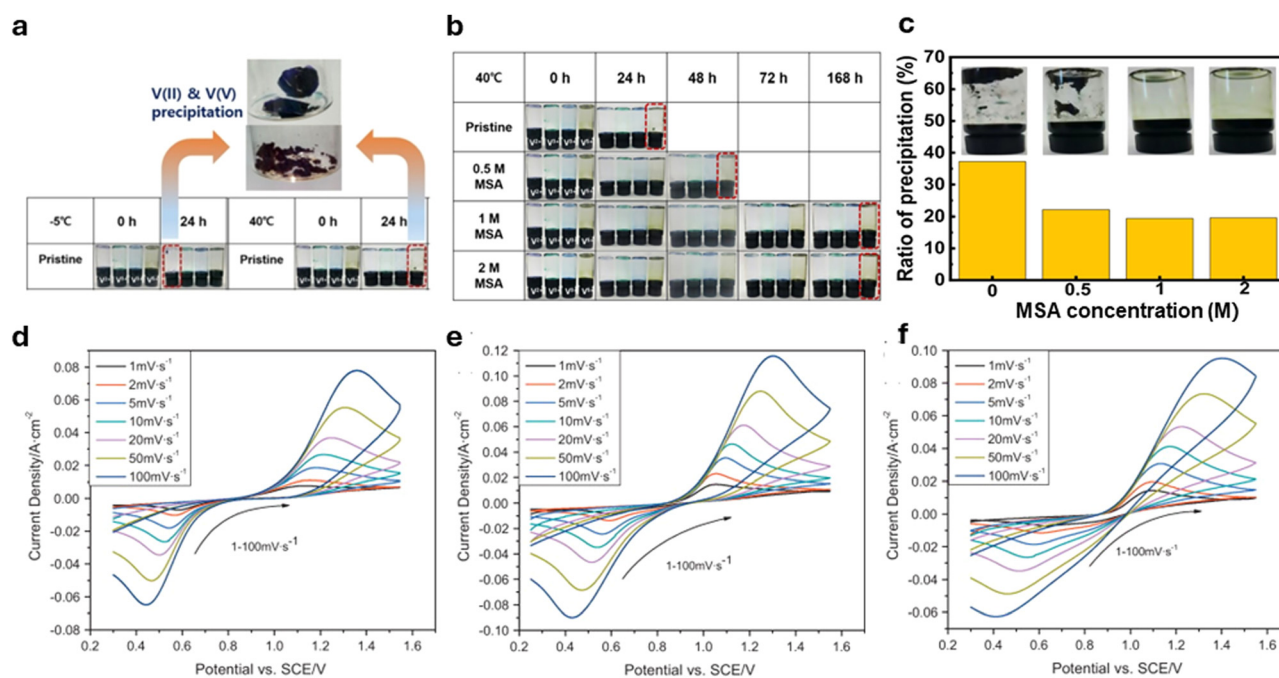 a
V(II) & V(V)
precipitation
-5℃
0 h
24 h
40℃
0 h
24 h
Pristine
Pristine
b
40℃
0 h
24 h
48 h
72 h
168 h
Pristine
0.5 M
MSA
1 M
MSA
2 M
MSA
c
Ratio of precipitation (%)
70
60
50
40
30
20
10
0
0
0.5
1
2
MSA concentration (M)
d
1mV·s⁻¹
2mV·s⁻¹
5mV·s⁻¹
10mV·s⁻¹
20mV·s⁻¹
50mV·s⁻¹
100mV·s⁻¹
Current Density/A·cm⁻²
0.08
0.06
0.04
0.02
0.00
-0.02
-0.04
-0.06
-0.08
1-100mV·s⁻¹
0.2
0.4
0.6
0.8
1.0
1.2
1.4
1.6
Potential vs. SCE/V
e
1mV·s⁻¹
2mV·s⁻¹
5mV·s⁻¹
10mV·s⁻¹
20mV·s⁻¹
50mV·s⁻¹
100mV·s⁻¹
Current Density/A·cm⁻²
0.12
0.10
0.08
0.06
0.04
0.02
0.00
-0.02
-0.04
-0.06
-0.08
-0.10
1-100mV·s⁻¹
0.2
0.4
0.6
0.8
1.0
1.2
1.4
1.6
Potential vs. SCE/V
f
1mV·s⁻¹
2mV·s⁻¹
5mV·s⁻¹
10mV·s⁻¹
20mV·s⁻¹
50mV·s⁻¹
100mV·s⁻¹
Current Density/A·cm⁻²
0.10
0.08
0.06
0.04
0.02
0.00
-0.02
-0.04
-0.06
1-100mV·s⁻¹
0.2
0.4
0.6
0.8
1.0
1.2
1.4
1.6
Potential vs. SCE/V